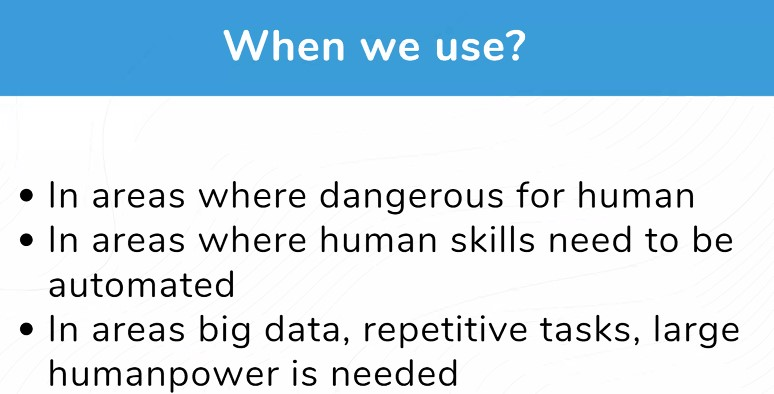 When we use?
• In areas where dangerous for human
• In areas where human skills need to be
automated
• In areas big data, repetitive tasks, large
humanpower is needed